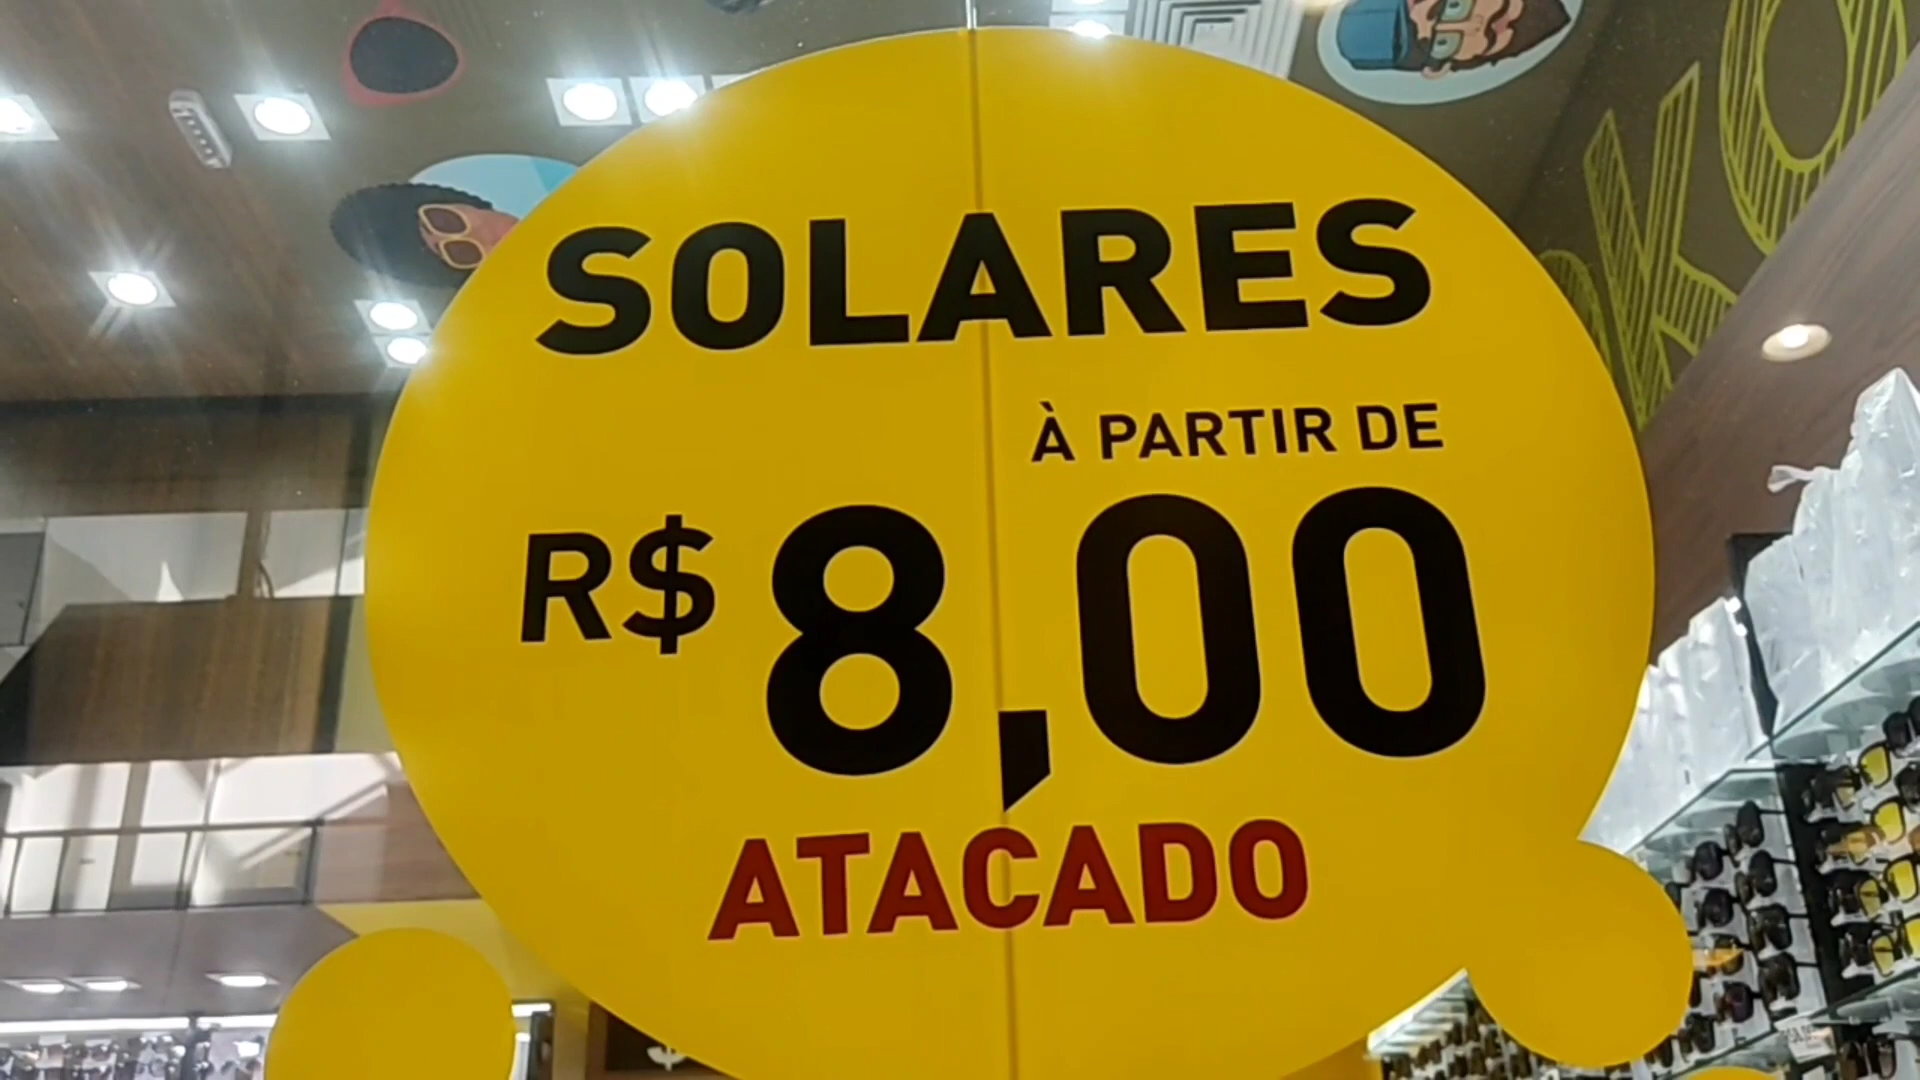 SOLARES
À PARTIR DE
R$ 8,00
ATACADO